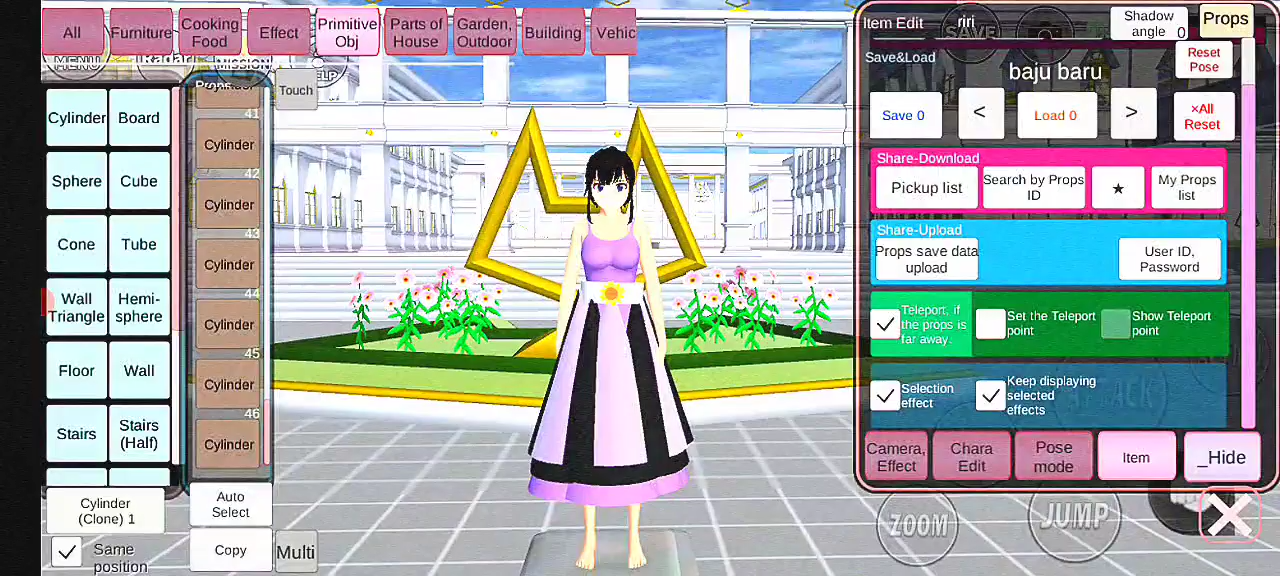 All
Furniture
Cooking
Food
Effect
Primitive
Obj
Parts of
House
Garden,
Outdoor
Building
Vehic
MENU
Radar
MISSION
Touch
Cylinder
Board
Sphere
Cube
Cone
Tube
Wall
Triangle
Hemi-
sphere
Floor
Wall
Stairs
Stairs
(Half)
41
Cylinder
42
Cylinder
43
Cylinder
44
Cylinder
45
Cylinder
46
Cylinder
Cylinder
(Clone) 1
Auto
Select
Same
position
Copy
Multi
Item Edit
riri
SAVE
Shadow
angle 0
Props
Save&Load
baju baru
Reset
Pose
Save 0
<
Load 0
>
×All
Reset
Share-Download
Pickup list
Search by Props
ID
★
My Props
list
Share-Upload
Props save data
upload
User ID,
Password
Teleport, if
the props is
far away.
Set the Teleport
point
Show Teleport
point
Selection
effect
Keep displaying
selected
effects
Camera,
Effect
Chara
Edit
Pose
mode
Item
_Hide
ZOOM
JUMP